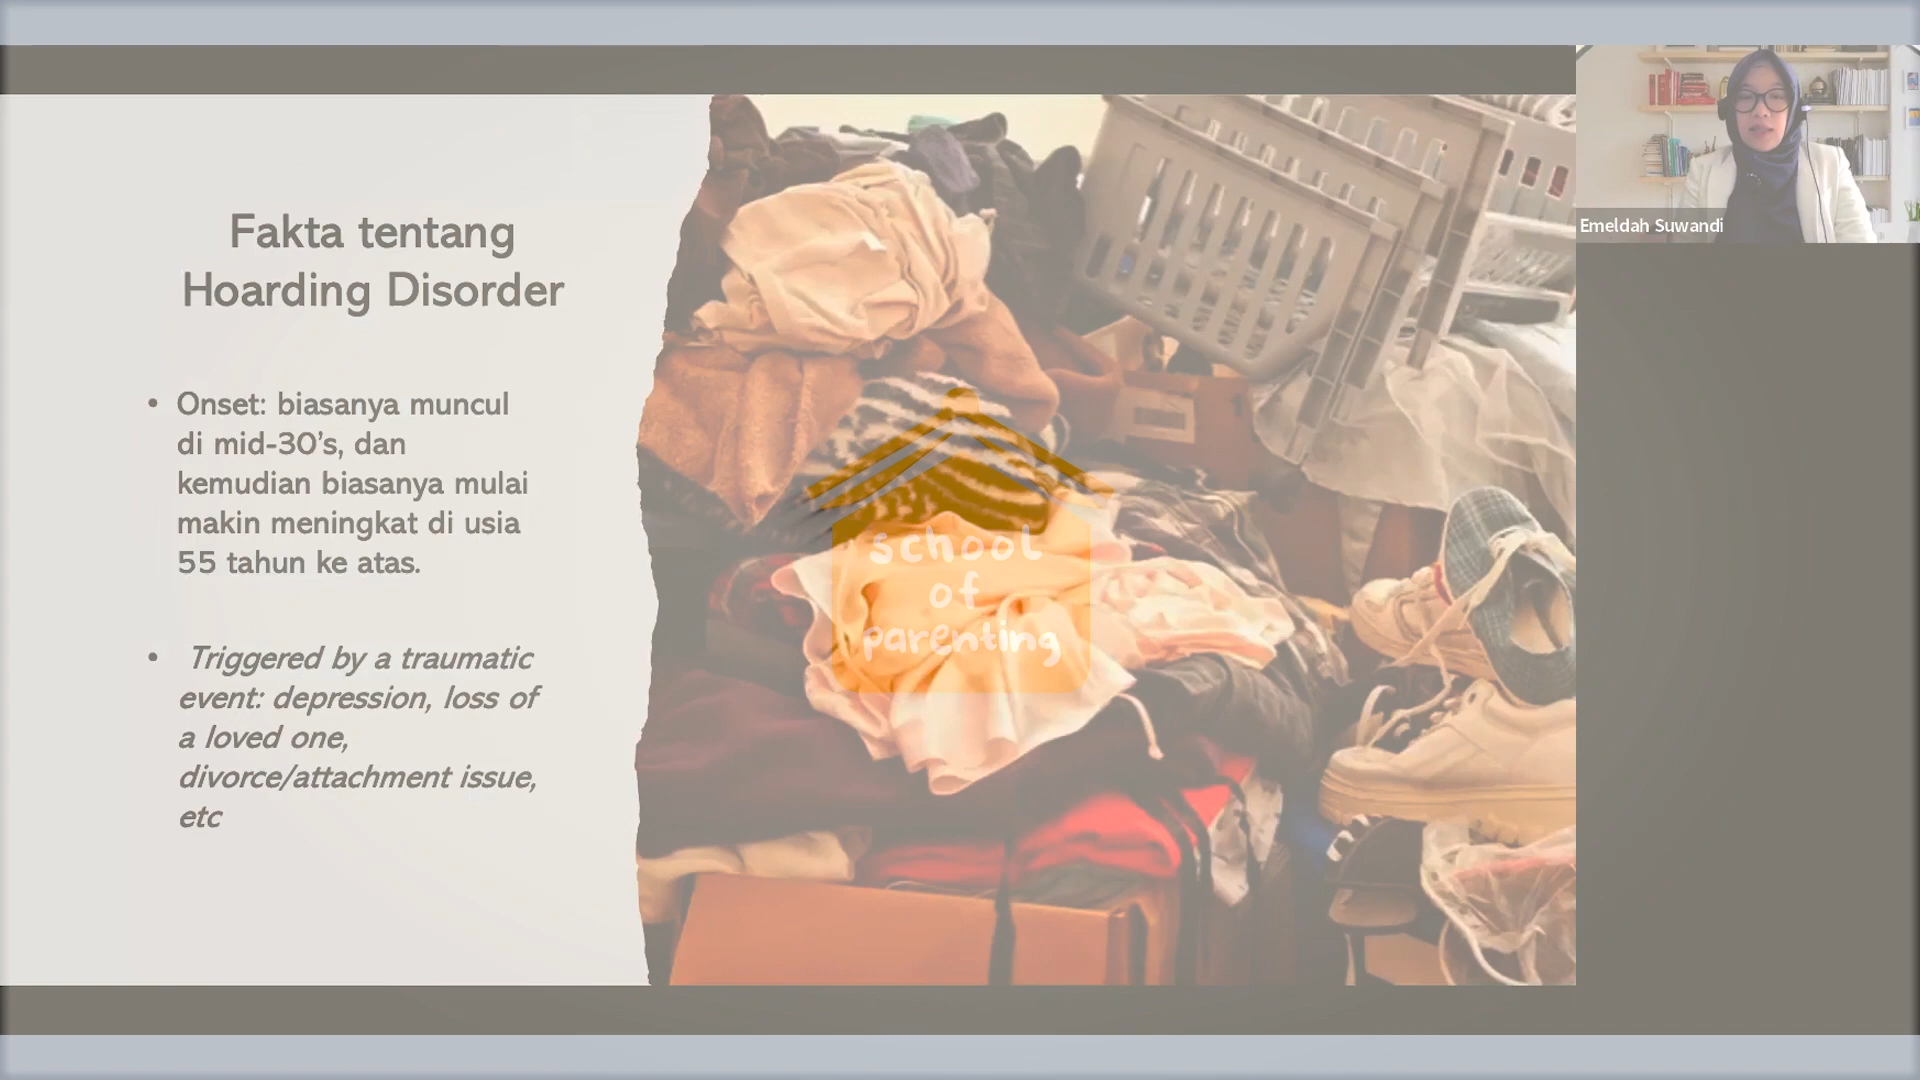 Fakta tentang
Hoarding Disorder
• Onset: biasanya muncul
di mid-30’s, dan
kemudian biasanya mulai
makin meningkat di usia
55 tahun ke atas.
• Triggered by a traumatic
event: depression, loss of
a loved one,
divorce/attachment issue,
etc
school
of
parenting
Emeldah Suwandi